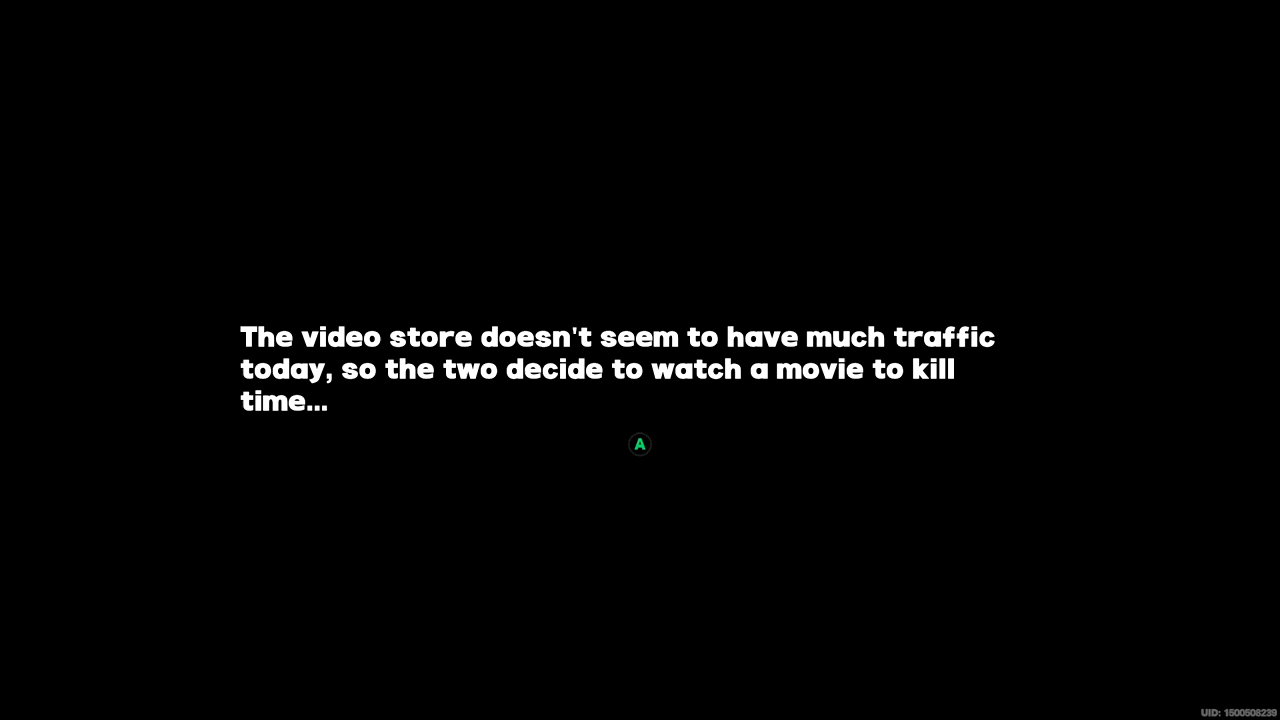 The video store doesn't seem to have much traffic
today, so the two decide to watch a movie to kill
time...
A
UID: 1500508239